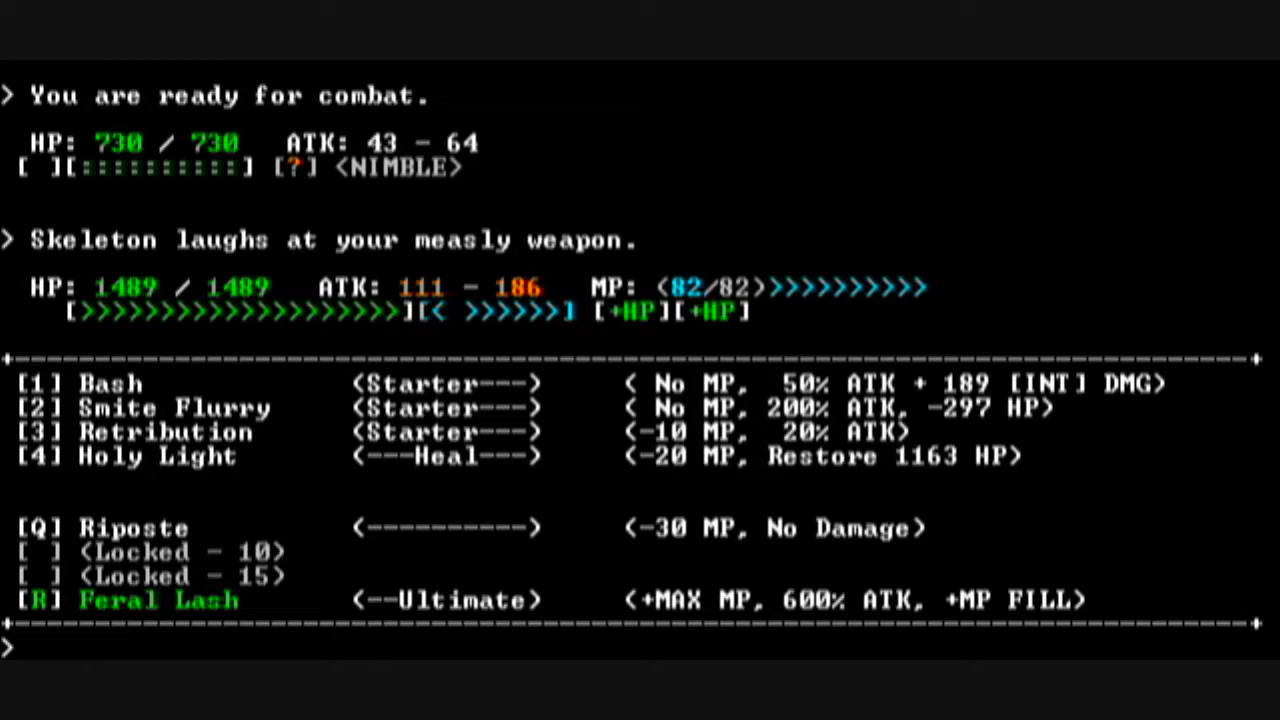 > You are ready for combat.
HP: 730 / 730 ATK: 43 - 64
[ ][::::::::::] [?] <NIMBLE>
> Skeleton laughs at your measly weapon.
HP: 1489 / 1489 ATK: 111 - 186 MP: <82/82>>>>>>>>>>>
[>>>>>>>>>>>>>>>>>>>>][< >>>>>>] [+HP][+HP]
+------------------------------------------------------------------------------+
[1] Bash <Starter---> < No MP, 50% ATK + 189 [INT] DMG>
[2] Smite Flurry <Starter---> < No MP, 200% ATK, -297 HP>
[3] Retribution <Starter---> <-10 MP, 20% ATK>
[4] Holy Light <---Heal---> <-20 MP, Restore 1163 HP>
[Q] Riposte <----------> <-30 MP, No Damage>
[ ] <Locked - 10>
[ ] <Locked - 15>
[R] Feral Lash <--Ultimate> <+MAX MP, 600% ATK, +MP FILL>
+------------------------------------------------------------------------------+
>